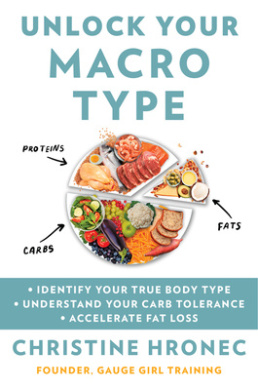 UNLOCK YOUR
MACRO
TYPE
PROTEINS
FATS
CARBS
• IDENTIFY YOUR TRUE BODY TYPE
• UNDERSTAND YOUR CARB TOLERANCE
• ACCELERATE FAT LOSS
CHRISTINE HRONEC
FOUNDER, GAUGE GIRL TRAINING